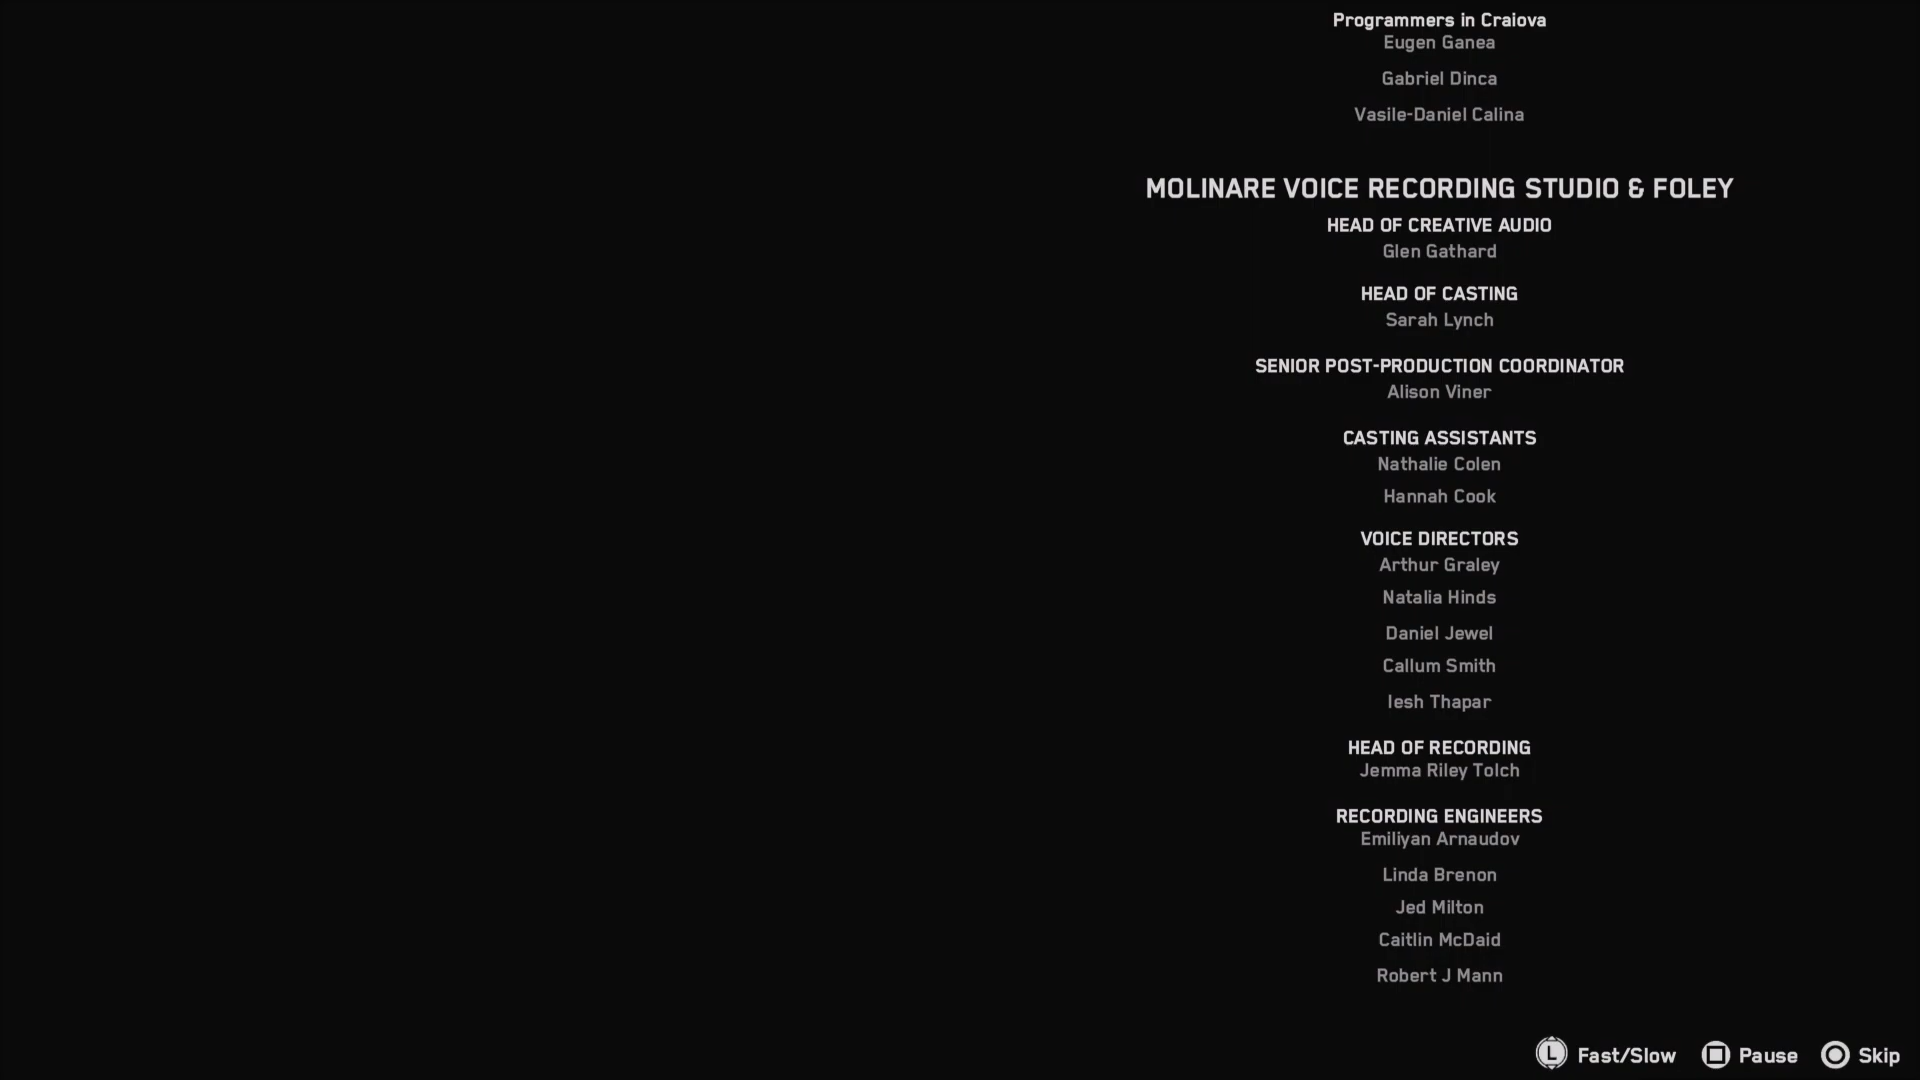 Programmers in Craiova
Eugen Ganea
Gabriel Dinca
Vasile-Daniel Calina
MOLINARE VOICE RECORDING STUDIO & FOLEY
HEAD OF CREATIVE AUDIO
Glen Gathard
HEAD OF CASTING
Sarah Lynch
SENIOR POST-PRODUCTION COORDINATOR
Alison Viner
CASTING ASSISTANTS
Nathalie Colen
Hannah Cook
VOICE DIRECTORS
Arthur Graley
Natalia Hinds
Daniel Jewel
Callum Smith
Iesh Thapar
HEAD OF RECORDING
Jemma Riley Tolch
RECORDING ENGINEERS
Emiliyan Arnaudov
Linda Brenon
Jed Milton
Caitlin McDaid
Robert J Mann
L Fast/Slow Pause Skip